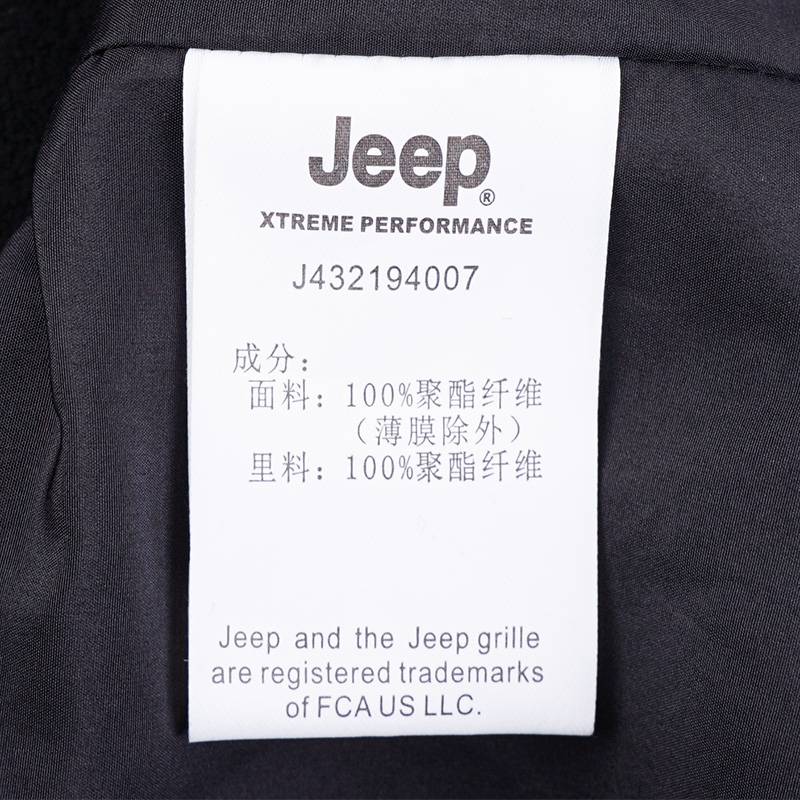 Jeep®
XTREME PERFORMANCE
J432194007
成分：
面料：100%聚酯纤维
（薄膜除外）
里料：100%聚酯纤维
Jeep and the Jeep grille
are registered trademarks
of FCA US LLC.